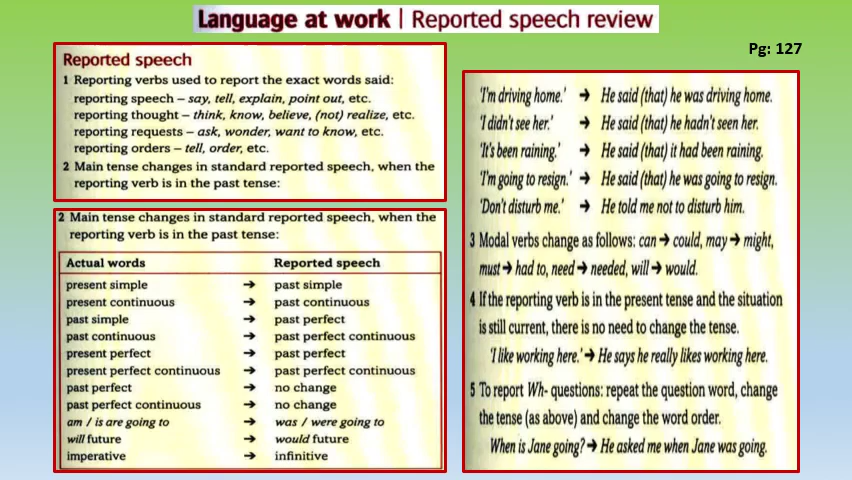 Language at work | Reported speech review
Pg: 127
Reported speech
1 Reporting verbs used to report the exact words said:
reporting speech – say, tell, explain, point out, etc.
reporting thought – think, know, believe, (not) realize, etc.
reporting requests – ask, wonder, want to know, etc.
reporting orders – tell, order, etc.
2 Main tense changes in standard reported speech, when the
reporting verb is in the past tense:
2 Main tense changes in standard reported speech, when the
reporting verb is in the past tense:
Actual words Reported speech
present simple → past simple
present continuous → past continuous
past simple → past perfect
past continuous → past perfect continuous
present perfect → past perfect
present perfect continuous → past perfect continuous
past perfect → no change
past perfect continuous → no change
am / is are going to → was / were going to
will future → would future
imperative → infinitive
'I'm driving home.' → He said (that) he was driving home.
'I didn't see her.' → He said (that) he hadn't seen her.
'It's been raining.' → He said (that) it had been raining.
'I'm going to resign.' → He said (that) he was going to resign.
'Don't disturb me.' → He told me not to disturb him.
3 Modal verbs change as follows: can → could, may → might,
must → had to, need → needed, will → would.
4 If the reporting verb is in the present tense and the situation
is still current, there is no need to change the tense.
'I like working here.' → He says he really likes working here.
5 To report Wh- questions: repeat the question word, change
the tense (as above) and change the word order.
When is Jane going? → He asked me when Jane was going.